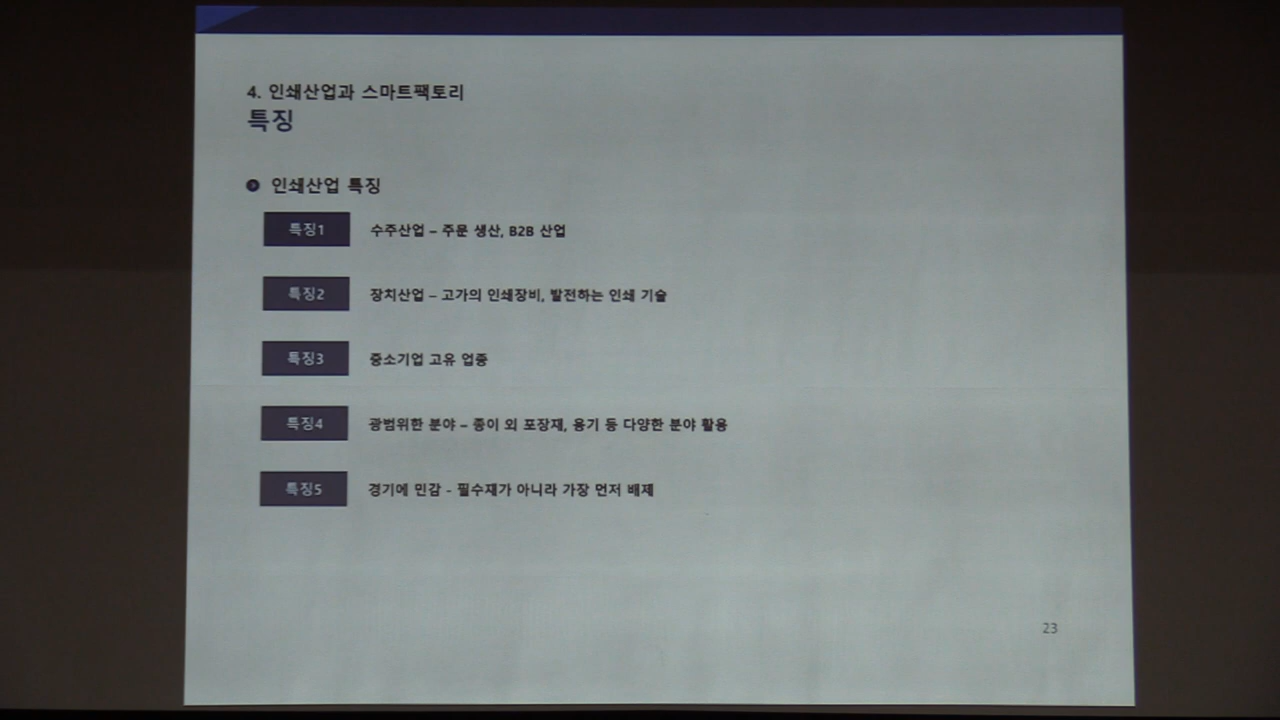 4. 인쇄산업과 스마트팩토리
특징
인쇄산업 특징
특징1 수주산업 – 주문 생산, B2B 산업
특징2 장치산업 – 고가의 인쇄장비, 발전하는 인쇄 기술
특징3 중소기업 고유 업종
특징4 광범위한 분야 – 종이 외 포장재, 용기 등 다양한 분야 활용
특징5 경기에 민감 - 필수재가 아니라 가장 먼저 배제
23